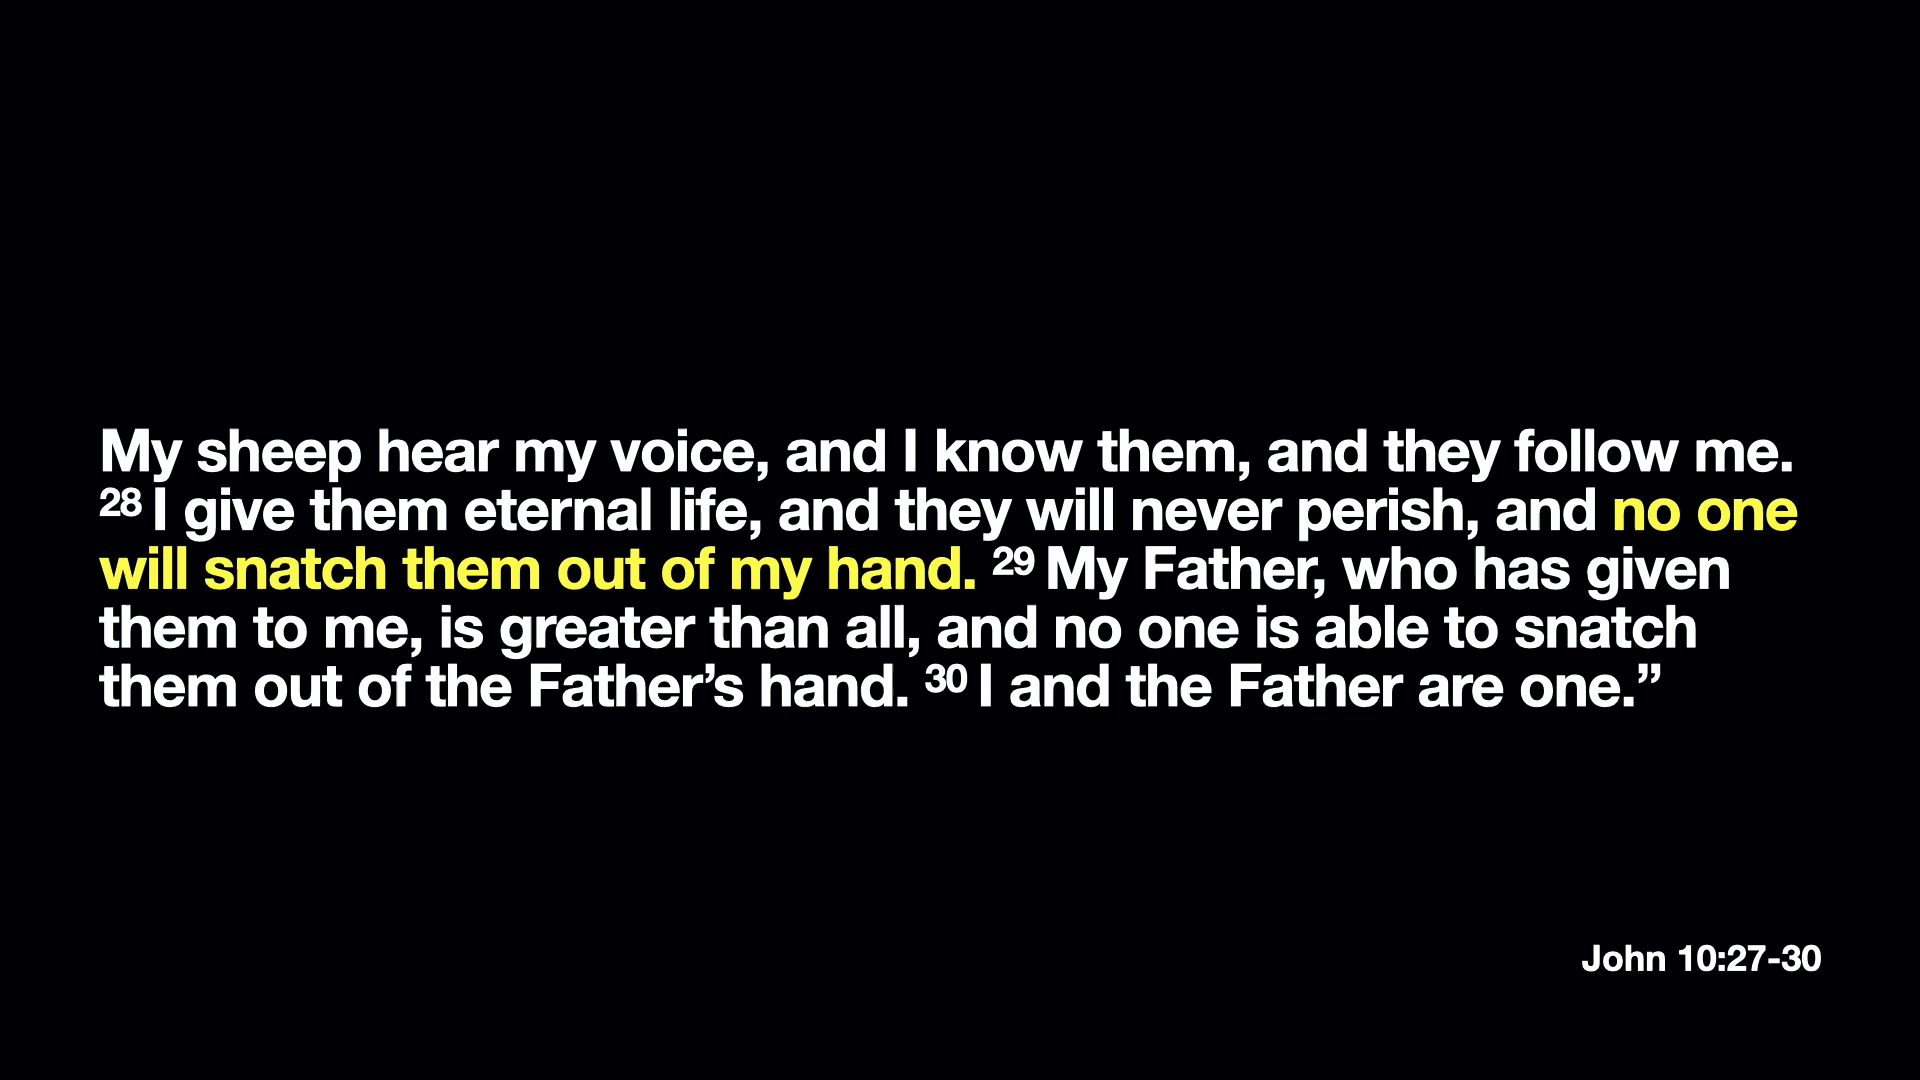 My sheep hear my voice, and I know them, and they follow me.
28 I give them eternal life, and they will never perish, and no one
will snatch them out of my hand. 29 My Father, who has given
them to me, is greater than all, and no one is able to snatch
them out of the Father’s hand. 30 I and the Father are one.”
John 10:27-30